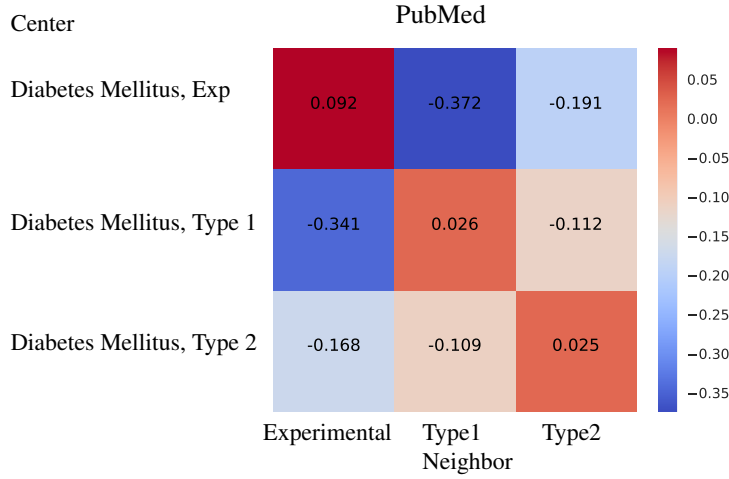 Center
PubMed
Diabetes Mellitus, Exp
0.092 -0.372 -0.191
Diabetes Mellitus, Type 1
-0.341 0.026 -0.112
Diabetes Mellitus, Type 2
-0.168 -0.109 0.025
Experimental Type1 Type2
Neighbor
0.05
0.00
−0.05
−0.10
−0.15
−0.20
−0.25
−0.30
−0.35